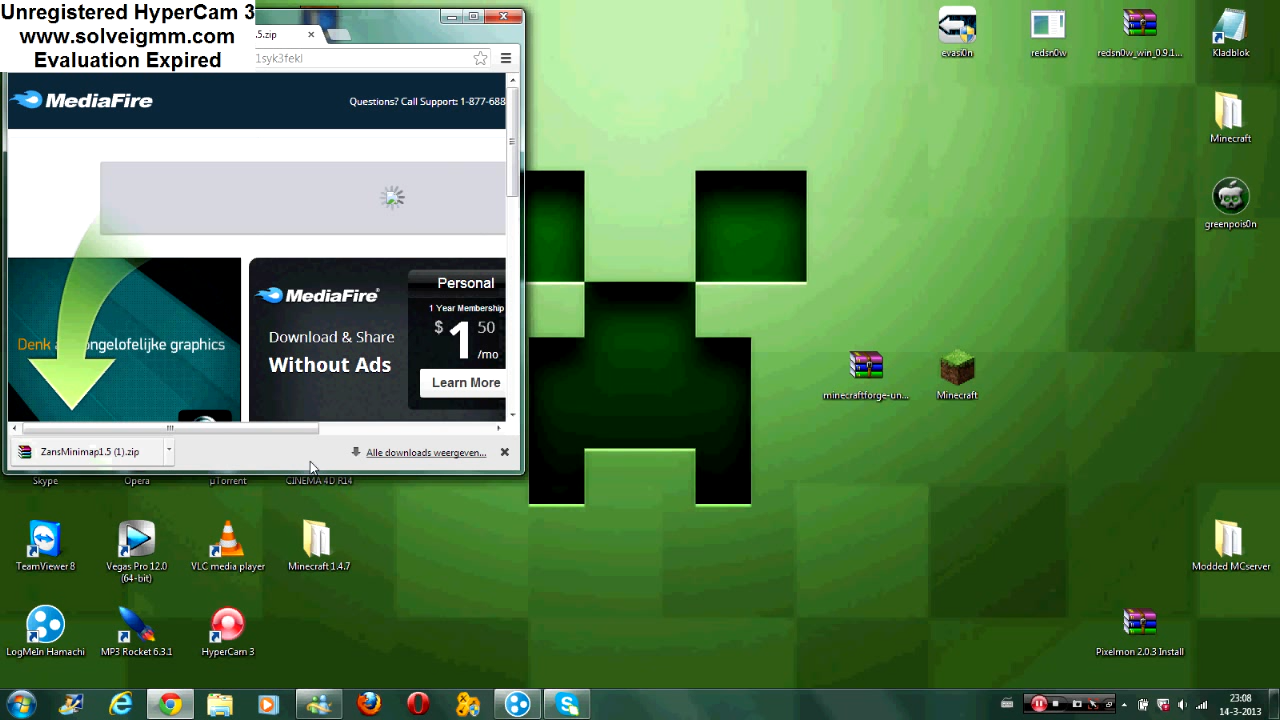 Unregistered HyperCam 3
www.solveigmm.com
Evaluation Expired
.5.zip
1syk3fekl
MediaFire
Questions? Call Support: 1-877-688
Denk
ongelofelijke graphics
MediaFire
Download & Share
Without Ads
Personal
1 Year Membership
$1 50
/mo
Learn More
ZansMinimap1.5 (1).zip
Alle downloads weergeven...
evasi0n
redsn0w
redsn0w_win_0.9.1...
Kladblok
Minecraft
greenpois0n
minecraftforge-un...
Minecraft
Skype
Opera
µTorrent
CINEMA 4D R14
TeamViewer 8
Vegas Pro 12.0
(64-bit)
VLC media player
Minecraft 1.4.7
Modded MCserver
LogMeIn Hamachi
MP3 Rocket 6.3.1
HyperCam 3
Pixelmon 2.0.3 Install
23:08
14-3-2013